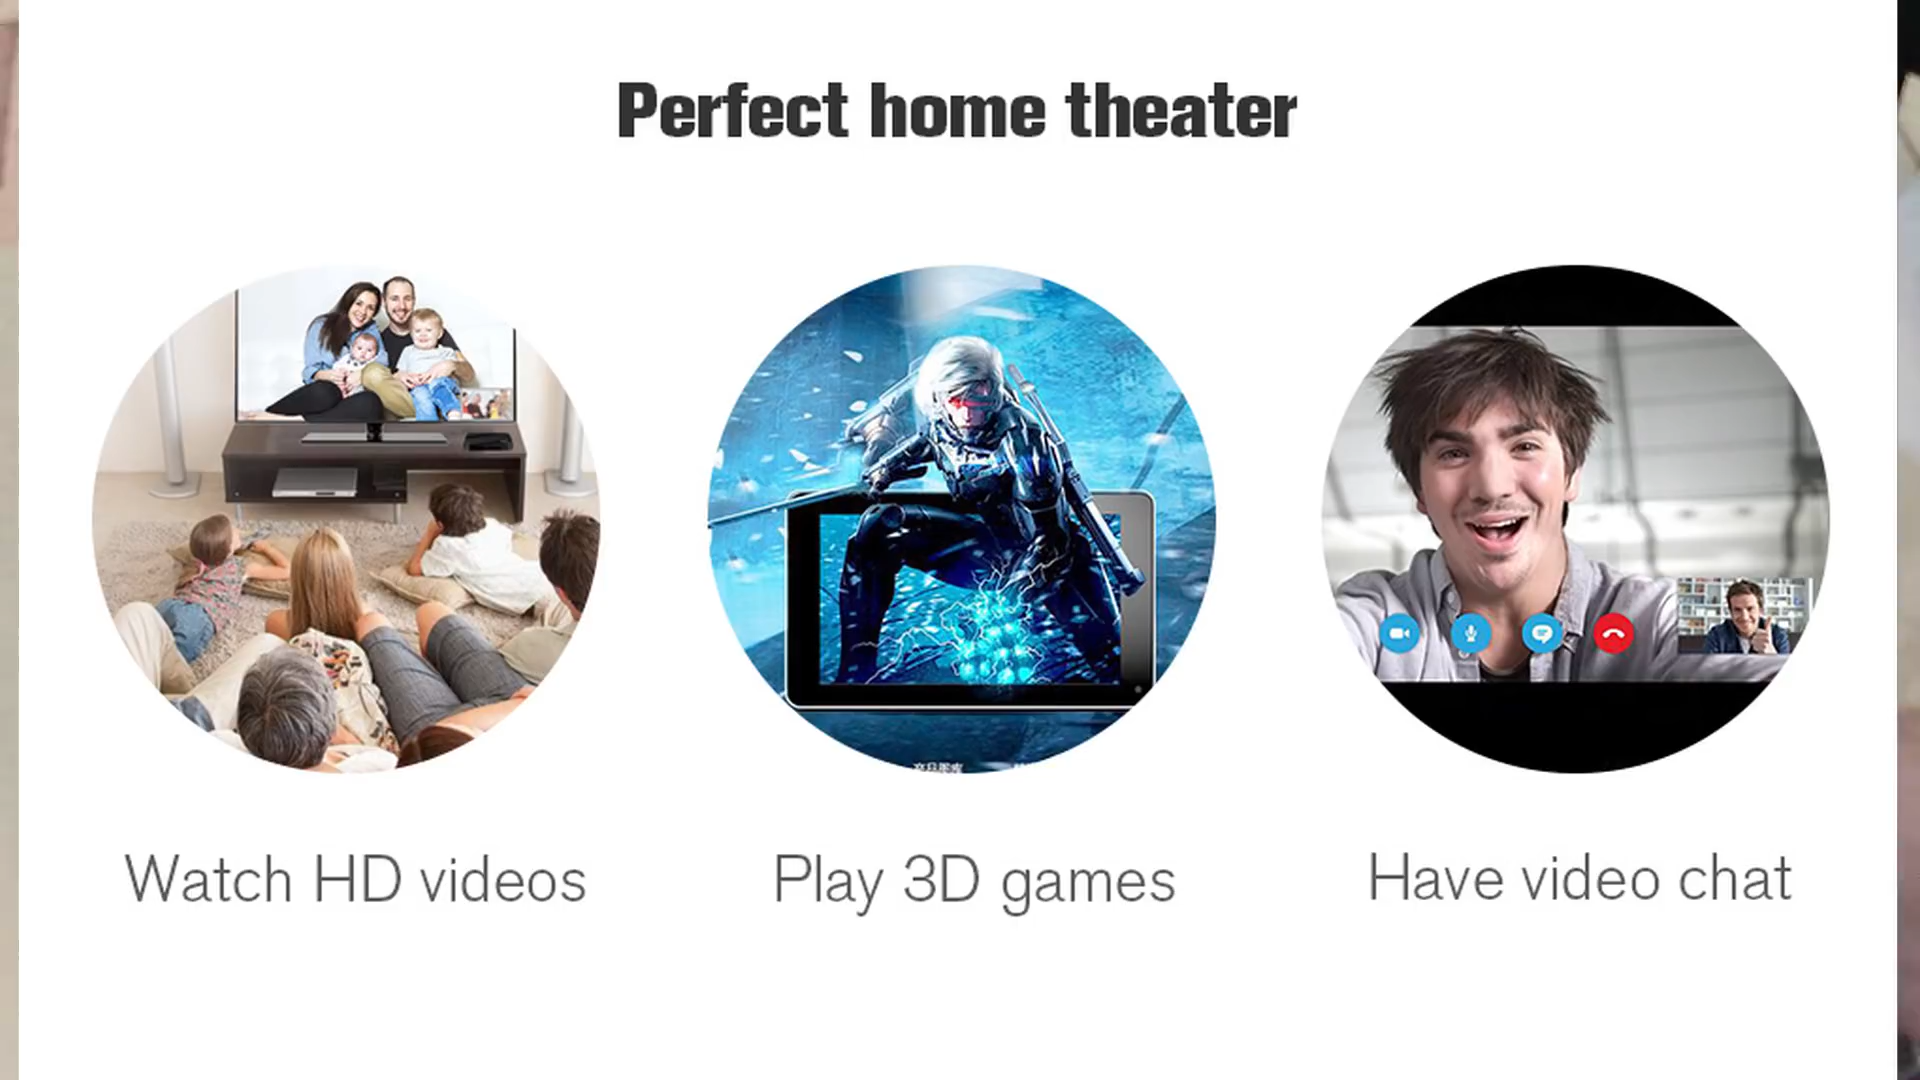 Perfect home theater
Watch HD videos
Play 3D games
Have video chat